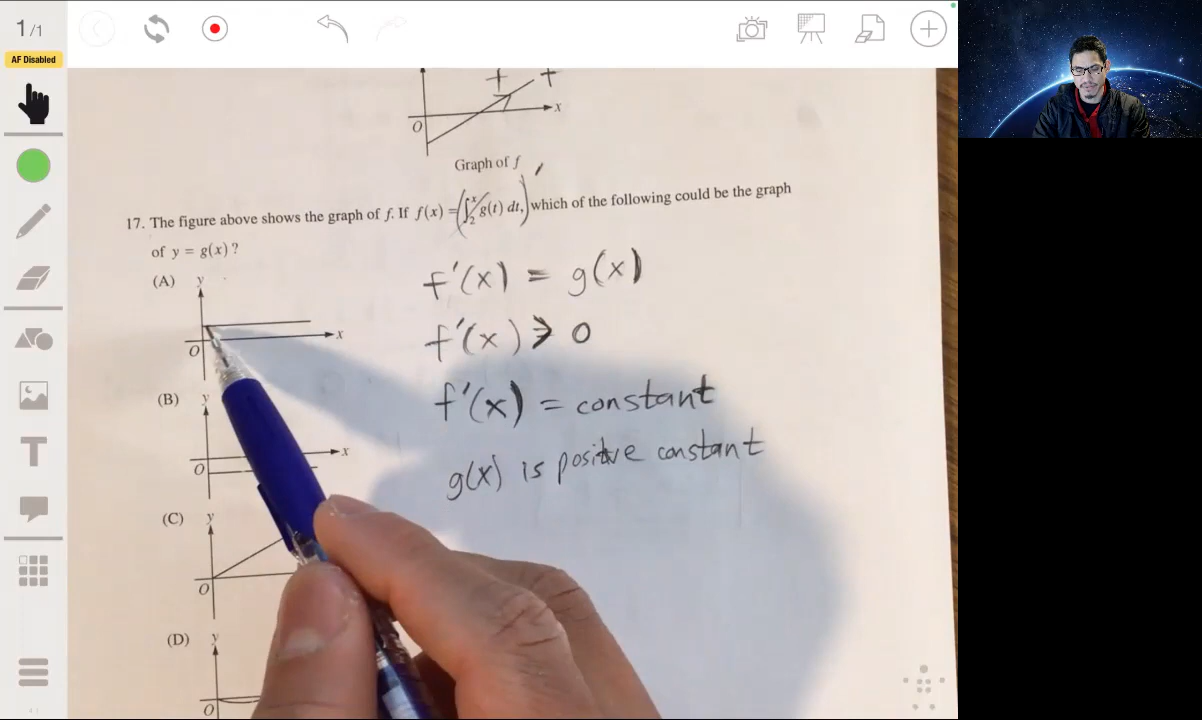 1/1
AF Disabled
T
+ +
x
O
Graph of f
17. The figure above shows the graph of f. If f(x) = (∫₂ˣ g(t) dt,)′ which of the following could be the graph
of y = g(x) ?
(A) y
x
O
(B) y
x
O
(C) y
O
(D) y
O
f'(x) = g(x)
f'(x) > 0
f'(x) = constant
g(x) is positive constant